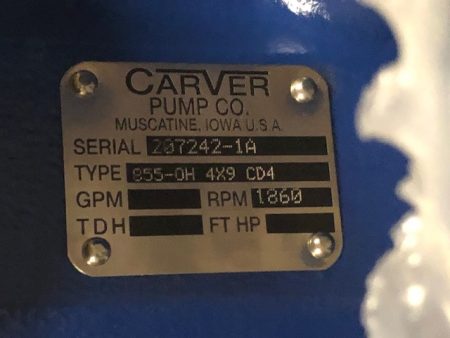 CARVER
PUMP CO.
MUSCATINE, IOWA U.S.A.
SERIAL 207242-1A
TYPE 855-OH 4X9 CD4
GPM RPM 1860
TDH FT HP